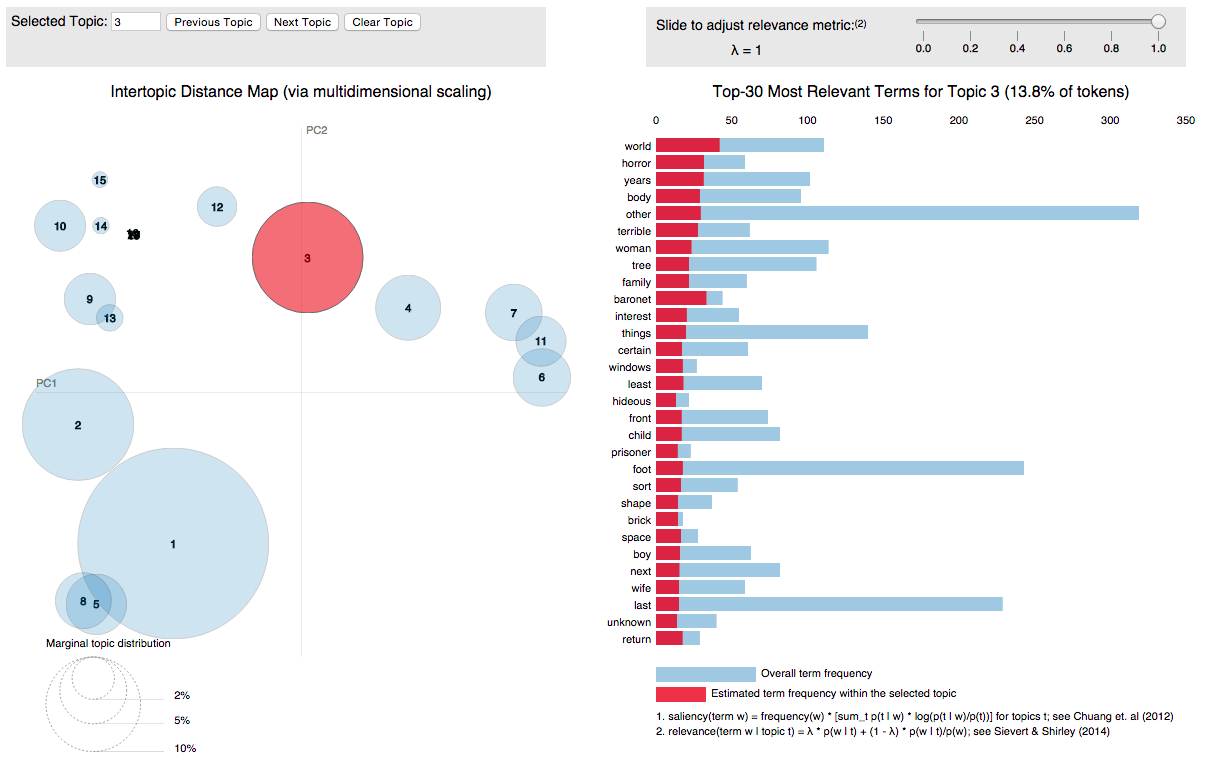 Selected Topic: 3 Previous Topic Next Topic Clear Topic
Slide to adjust relevance metric:(2)
λ = 1
0.0 0.2 0.4 0.6 0.8 1.0
Intertopic Distance Map (via multidimensional scaling)
PC2
PC1
15
12
10
14
3
9
13
4
7
11
6
2
1
8
5
Marginal topic distribution
2%
5%
10%
Top-30 Most Relevant Terms for Topic 3 (13.8% of tokens)
0 50 100 150 200 250 300 350
world
horror
years
body
other
terrible
woman
tree
family
baronet
interest
things
certain
windows
least
hideous
front
child
prisoner
foot
sort
shape
brick
space
boy
next
wife
last
unknown
return
Overall term frequency
Estimated term frequency within the selected topic
1. saliency(term w) = frequency(w) * [sum_t p(t | w) * log(p(t | w)/p(t))] for topics t; see Chuang et. al (2012)
2. relevance(term w | topic t) = λ * p(w | t) + (1 - λ) * p(w | t)/p(w); see Sievert & Shirley (2014)